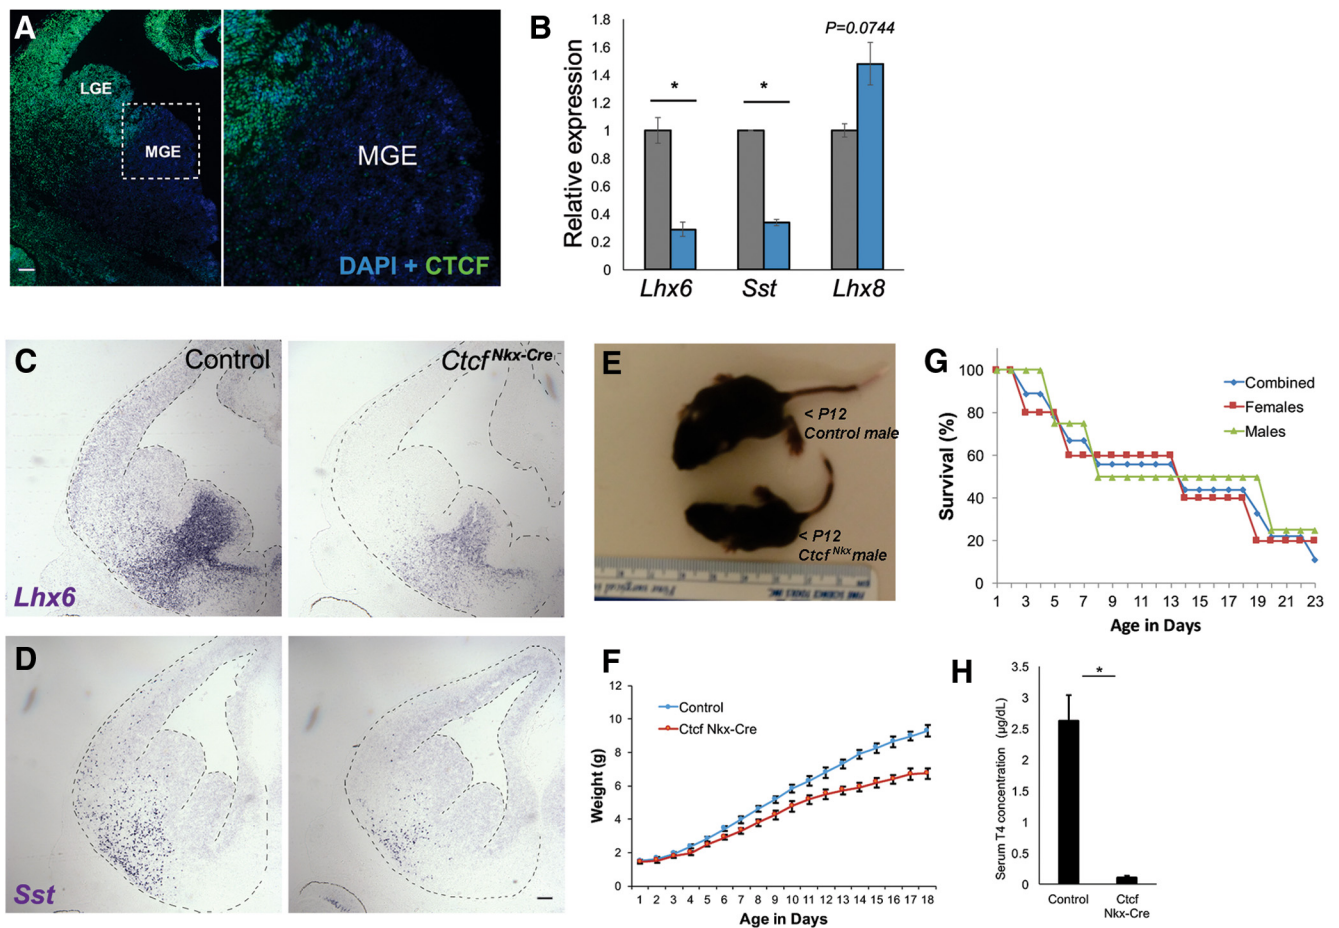 A
LGE
MGE
MGE
DAPI + CTCF
B
Relative expression
1.8
1.6
1.4
1.2
1
0.8
0.6
0.4
0.2
0
*
*
P=0.0744
Lhx6
Sst
Lhx8
C
Control
Ctcf Nkx-Cre
Lhx6
D
Sst
E
< P12
Control male
< P12
Ctcf Nkx male
FINE SCIENCE TOOLS INC.
F
Weight (g)
12
10
8
6
4
2
0
Control
Ctcf Nkx-Cre
1 2 3 4 5 6 7 8 9 10 11 12 13 14 15 16 17 18
Age in Days
G
Survival (%)
100
80
60
40
20
0
Combined
Females
Males
1 3 5 7 9 11 13 15 17 19 21 23
Age in Days
H
Serum T4 concentration (µg/dL)
3.5
3
2.5
2
1.5
1
0.5
0
*
Control
Ctcf
Nkx-Cre